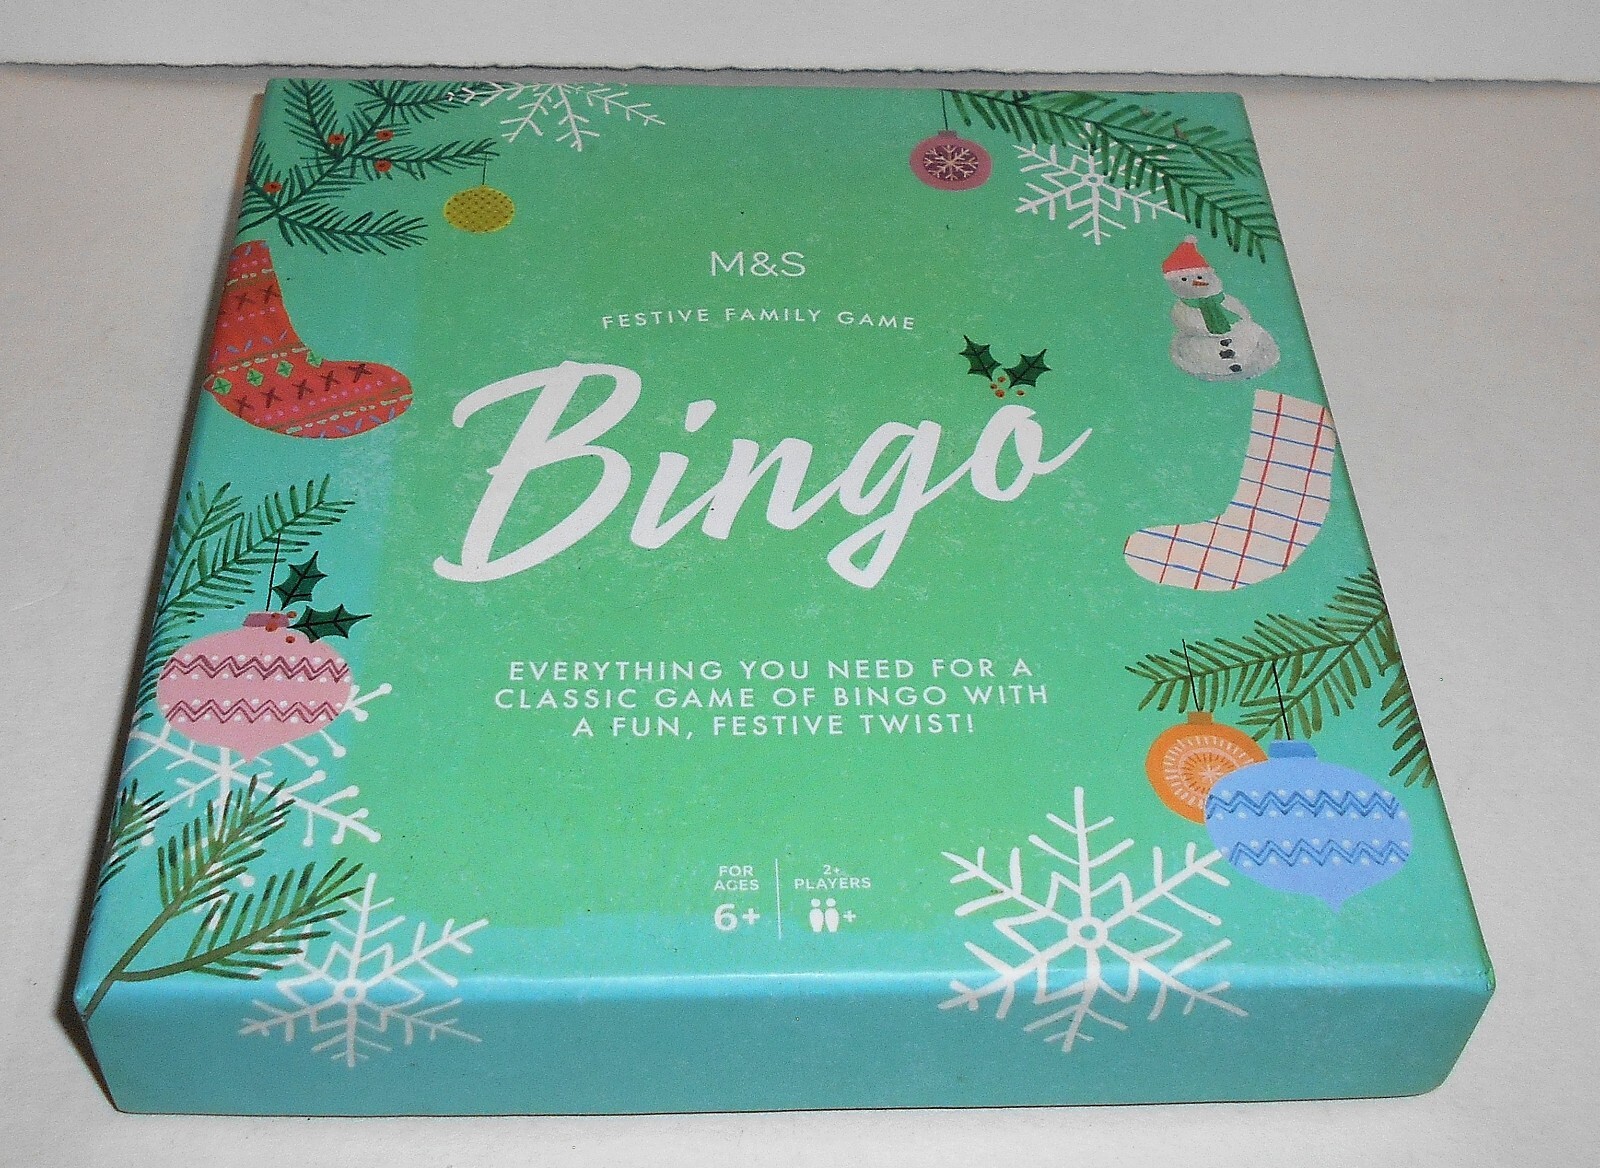 M&S
FESTIVE FAMILY GAME
Bingo
EVERYTHING YOU NEED FOR A
CLASSIC GAME OF BINGO WITH
A FUN, FESTIVE TWIST!
FOR
AGES
6+
2+
PLAYERS
+